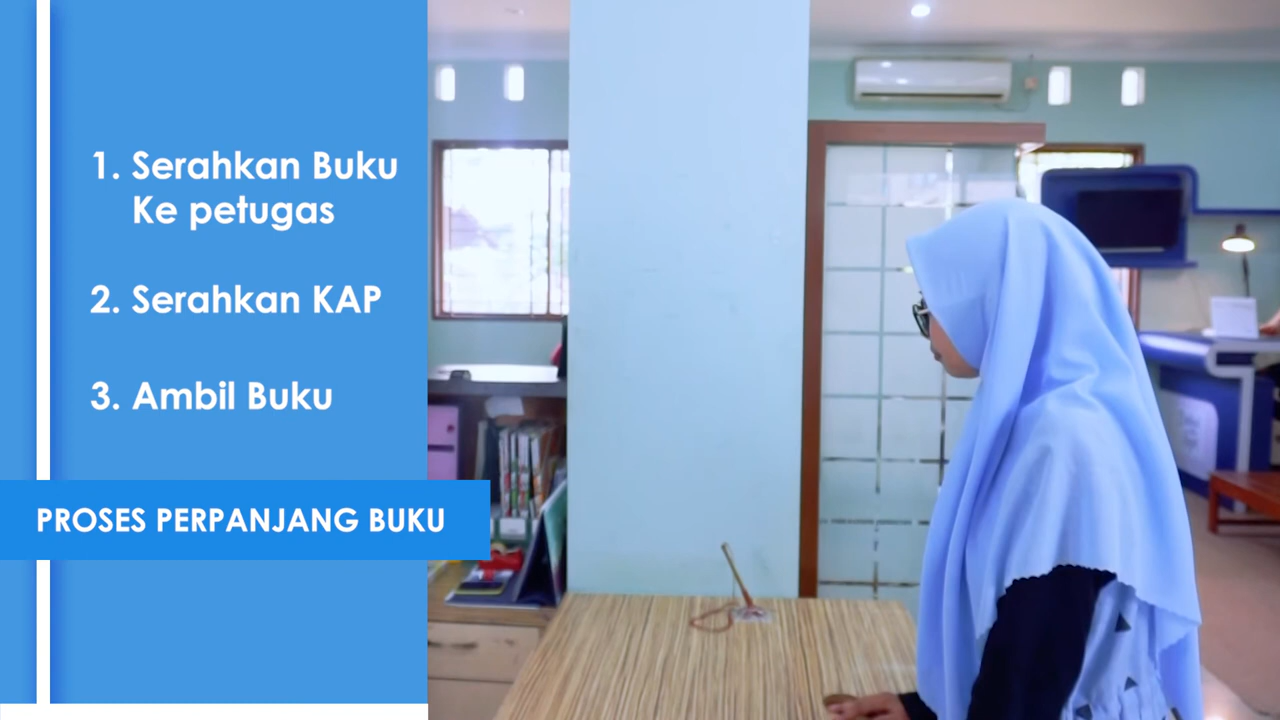 1. Serahkan Buku
Ke petugas
2. Serahkan KAP
3. Ambil Buku
PROSES PERPANJANG BUKU